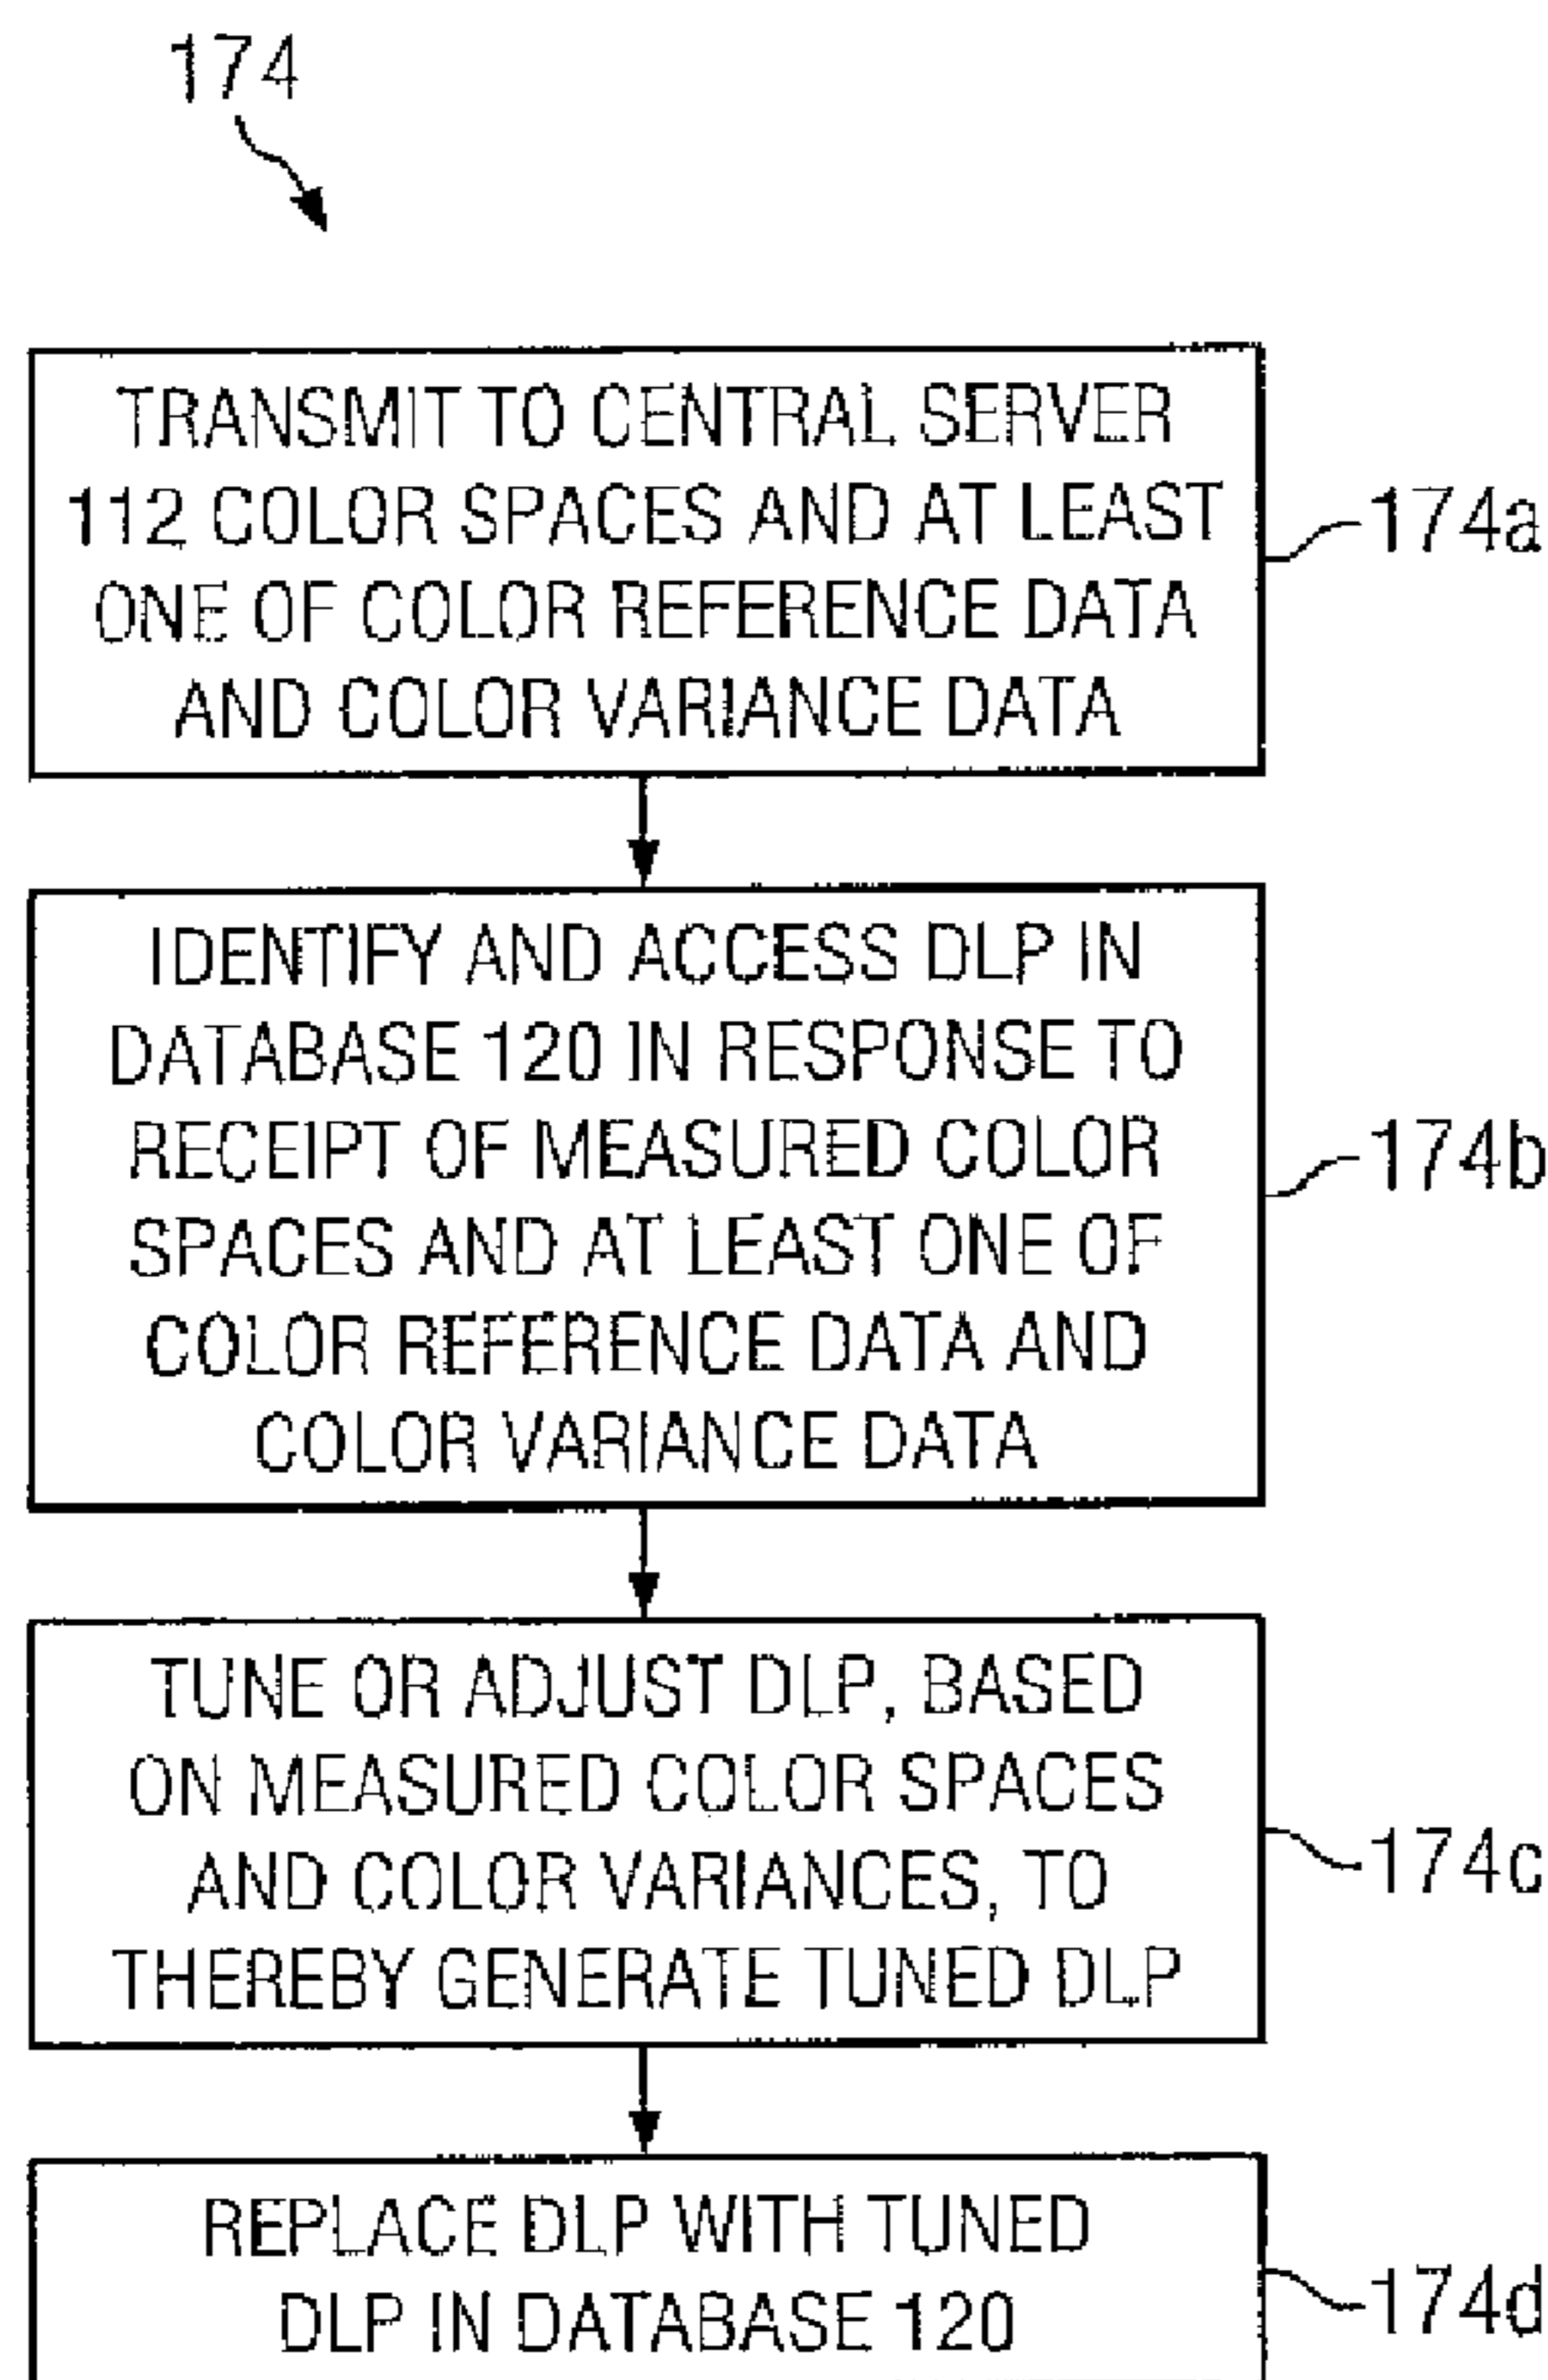 174
TRANSMIT TO CENTRAL SERVER
112 COLOR SPACES AND AT LEAST
ONE OF COLOR REFERENCE DATA
AND COLOR VARIANCE DATA
174a
IDENTIFY AND ACCESS DLP IN
DATABASE 120 IN RESPONSE TO
RECEIPT OF MEASURED COLOR
SPACES AND AT LEAST ONE OF
COLOR REFERENCE DATA AND
COLOR VARIANCE DATA
174b
TUNE OR ADJUST DLP, BASED
ON MEASURED COLOR SPACES
AND COLOR VARIANCES, TO
THEREBY GENERATE TUNED DLP
174c
REPLACE DLP WITH TUNED
DLP IN DATABASE 120
174d